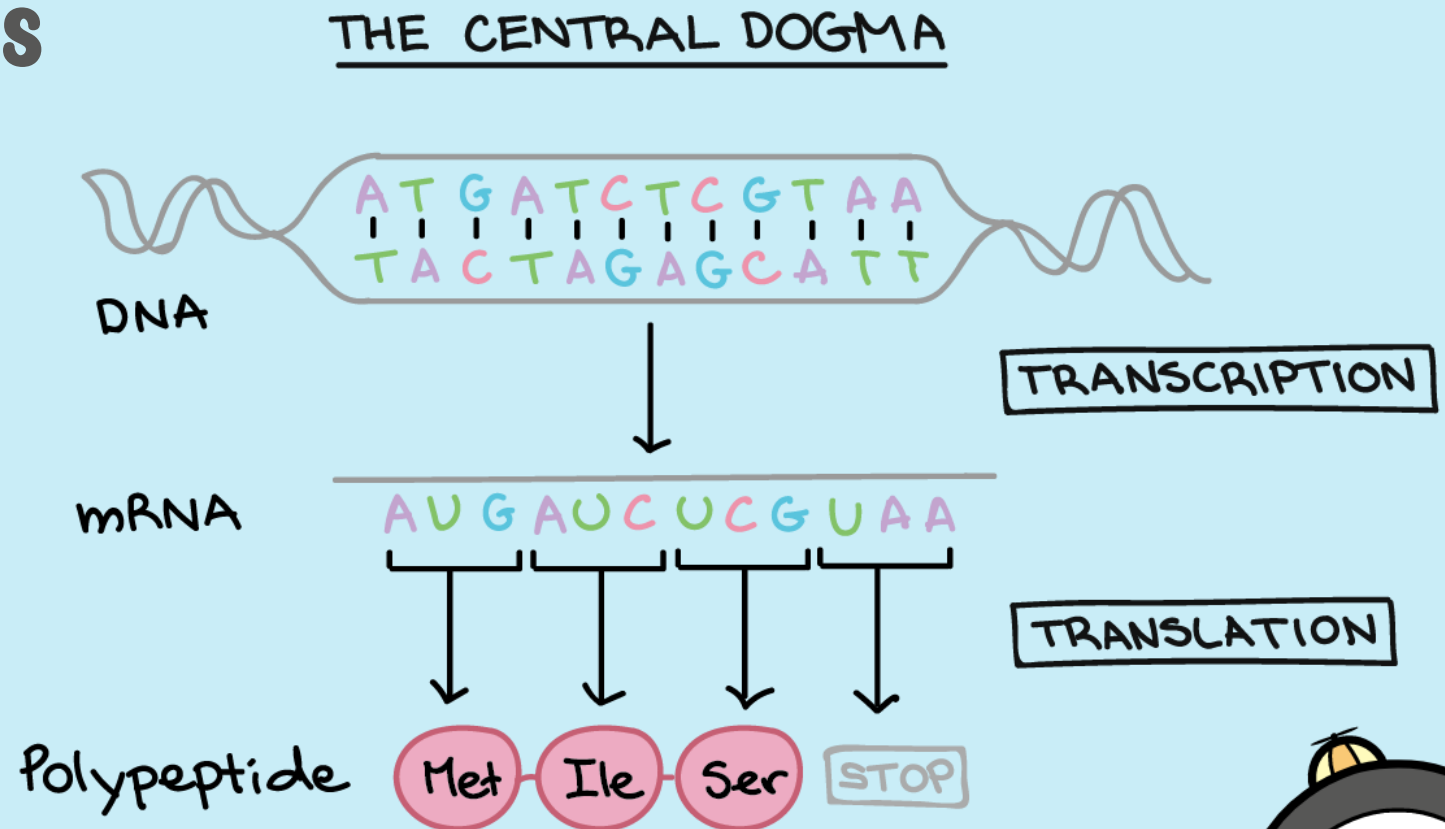 S
THE CENTRAL DOGMA
A T G A T C T C G T A A
T A C T A G A G C A T T
DNA
TRANSCRIPTION
mRNA
A U G A U C U C G U A A
TRANSLATION
Polypeptide Met Ile Ser STOP